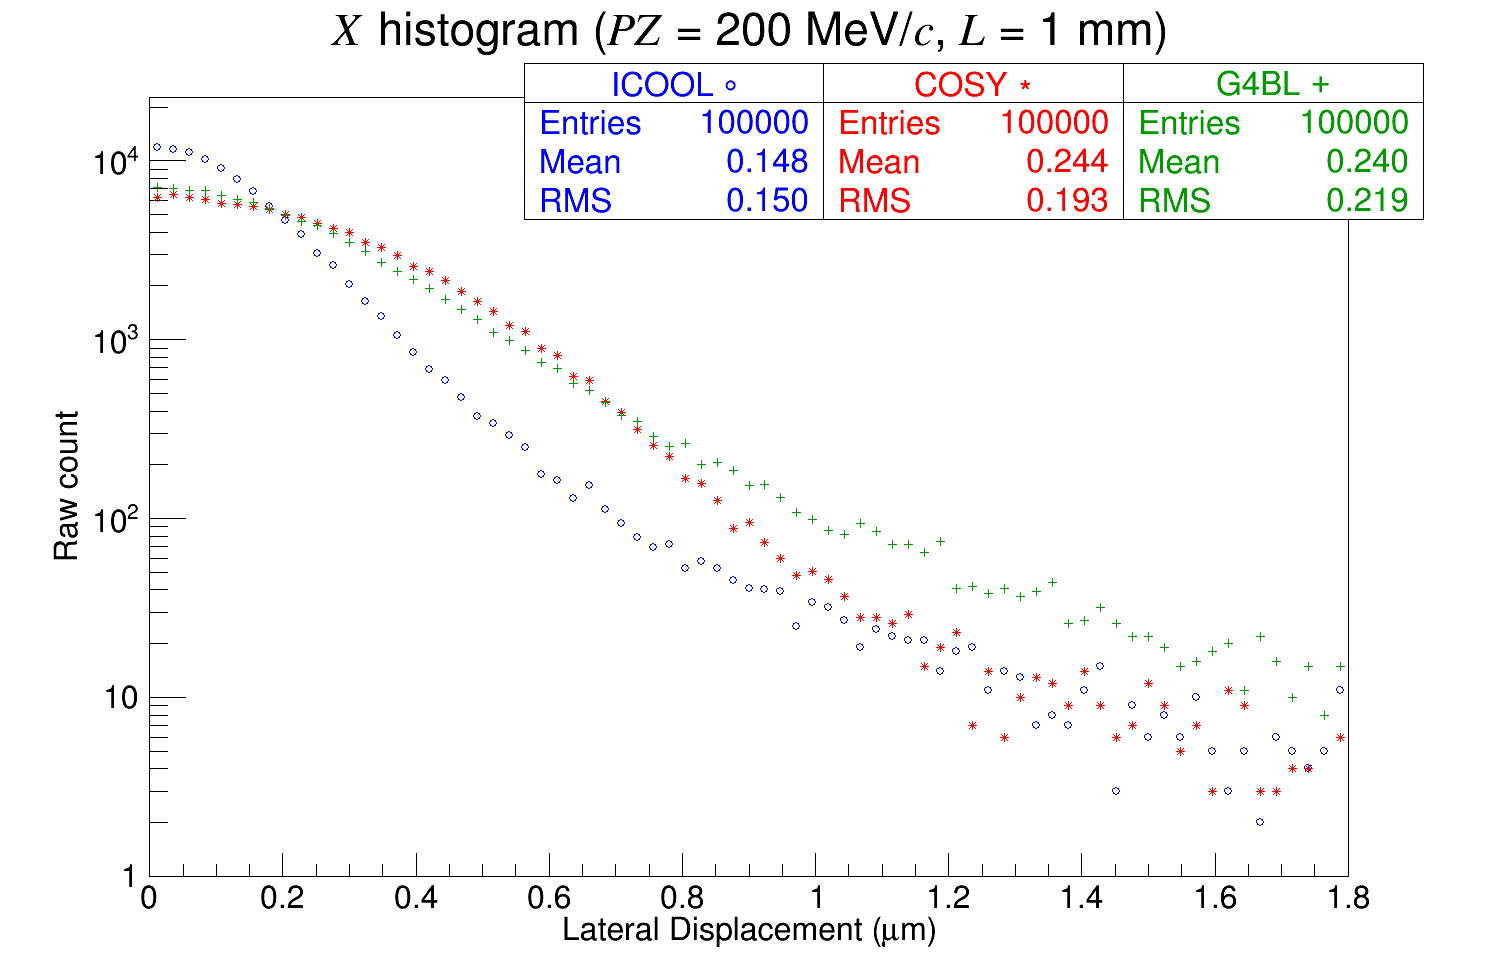 X histogram (PZ = 200 MeV/c, L = 1 mm)
ICOOL ∘ COSY * G4BL +
Entries 100000 Entries 100000 Entries 100000
Mean 0.148 Mean 0.244 Mean 0.240
RMS 0.150 RMS 0.193 RMS 0.219
10⁴
10³
10²
10
1
Raw count
0 0.2 0.4 0.6 0.8 1 1.2 1.4 1.6 1.8
Lateral Displacement (μm)